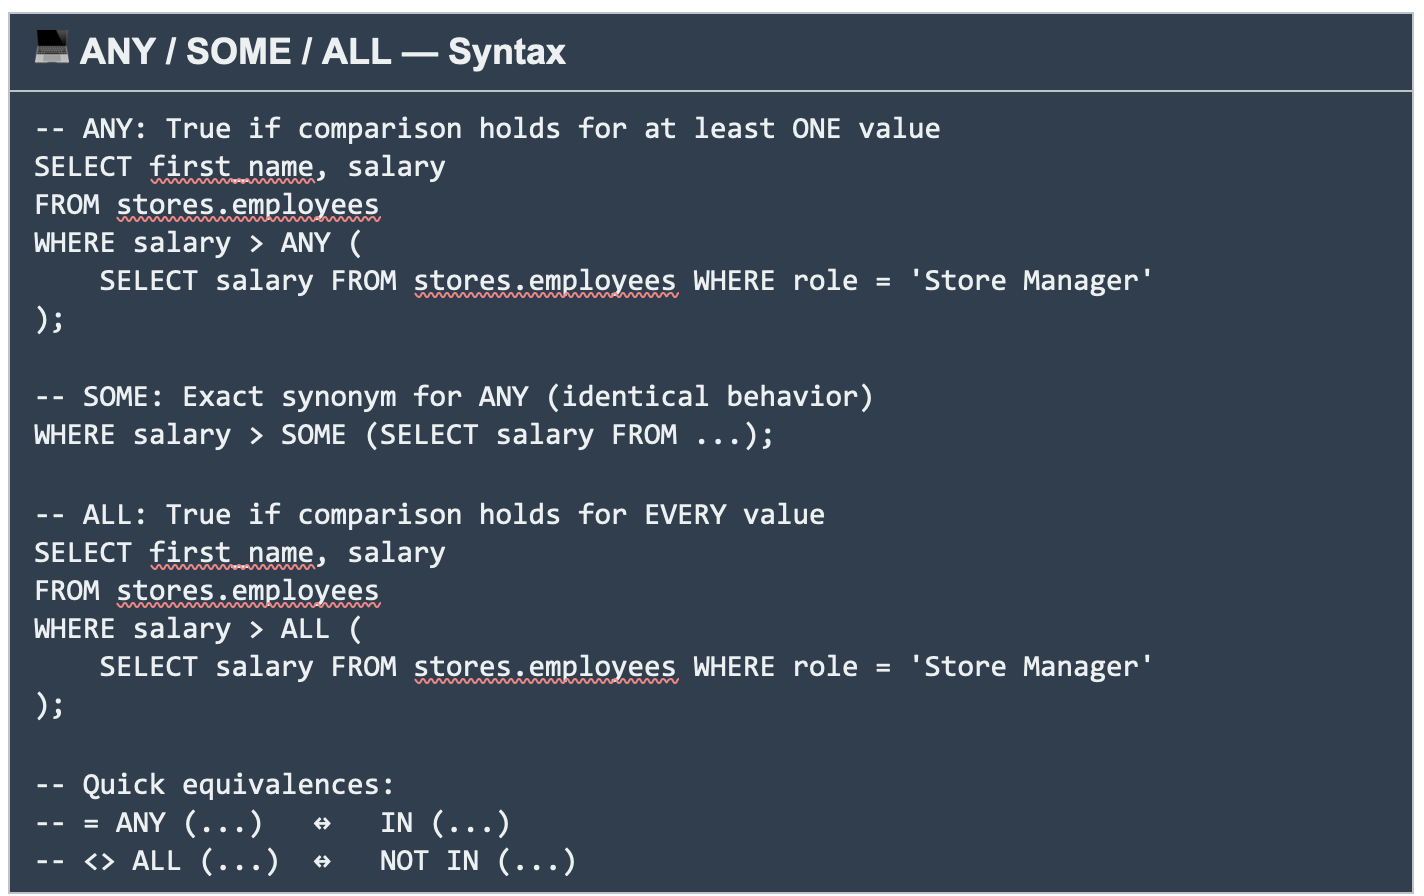 ANY / SOME / ALL — Syntax
-- ANY: True if comparison holds for at least ONE value
SELECT first_name, salary
FROM stores.employees
WHERE salary > ANY (
    SELECT salary FROM stores.employees WHERE role = 'Store Manager'
);
-- SOME: Exact synonym for ANY (identical behavior)
WHERE salary > SOME (SELECT salary FROM ...);
-- ALL: True if comparison holds for EVERY value
SELECT first_name, salary
FROM stores.employees
WHERE salary > ALL (
    SELECT salary FROM stores.employees WHERE role = 'Store Manager'
);
-- Quick equivalences:
-- = ANY (...)   ⇔   IN (...)
-- <> ALL (...)  ⇔   NOT IN (...)